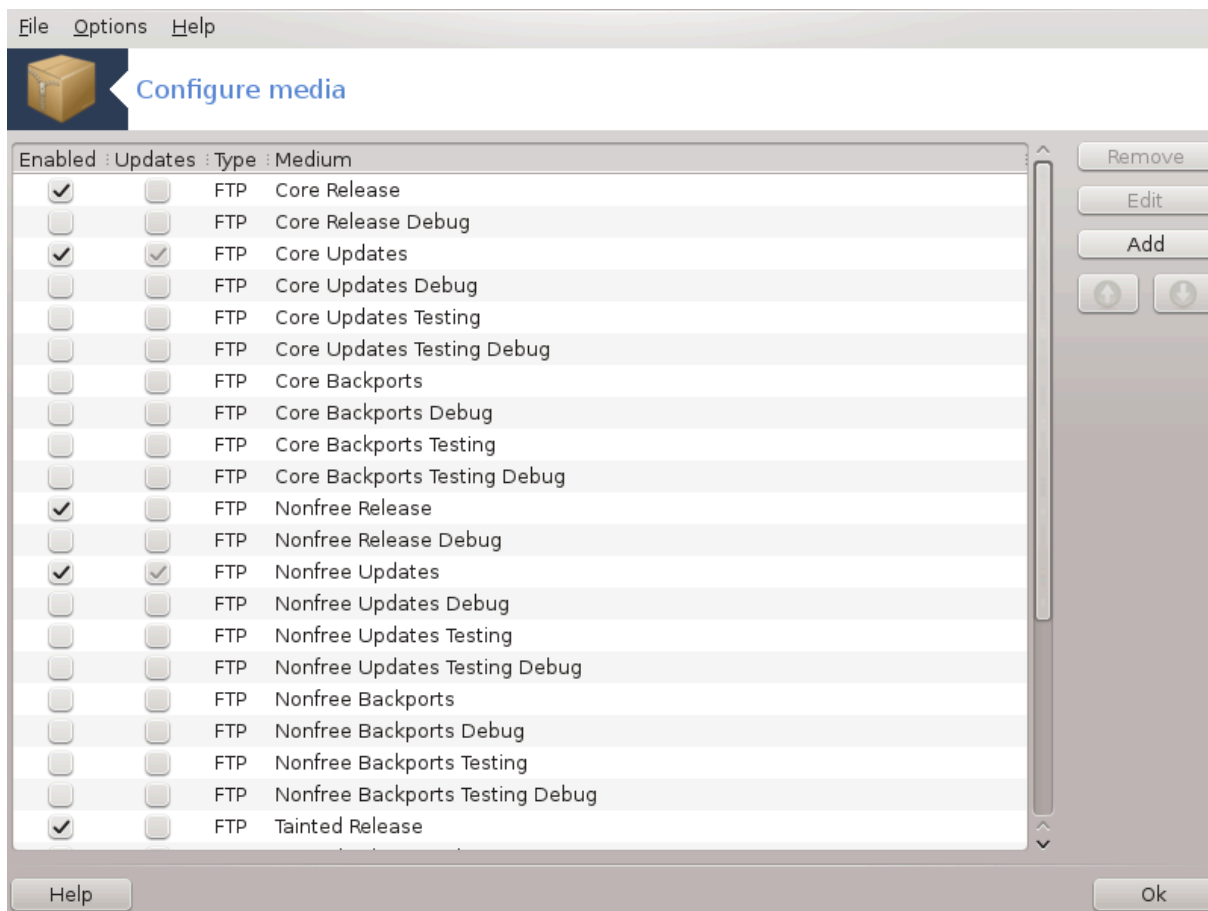 File Options Help
Configure media
Enabled Updates Type Medium
Remove
Edit
Add
FTP Core Release
FTP Core Release Debug
FTP Core Updates
FTP Core Updates Debug
FTP Core Updates Testing
FTP Core Updates Testing Debug
FTP Core Backports
FTP Core Backports Debug
FTP Core Backports Testing
FTP Core Backports Testing Debug
FTP Nonfree Release
FTP Nonfree Release Debug
FTP Nonfree Updates
FTP Nonfree Updates Debug
FTP Nonfree Updates Testing
FTP Nonfree Updates Testing Debug
FTP Nonfree Backports
FTP Nonfree Backports Debug
FTP Nonfree Backports Testing
FTP Nonfree Backports Testing Debug
FTP Tainted Release
Help
Ok